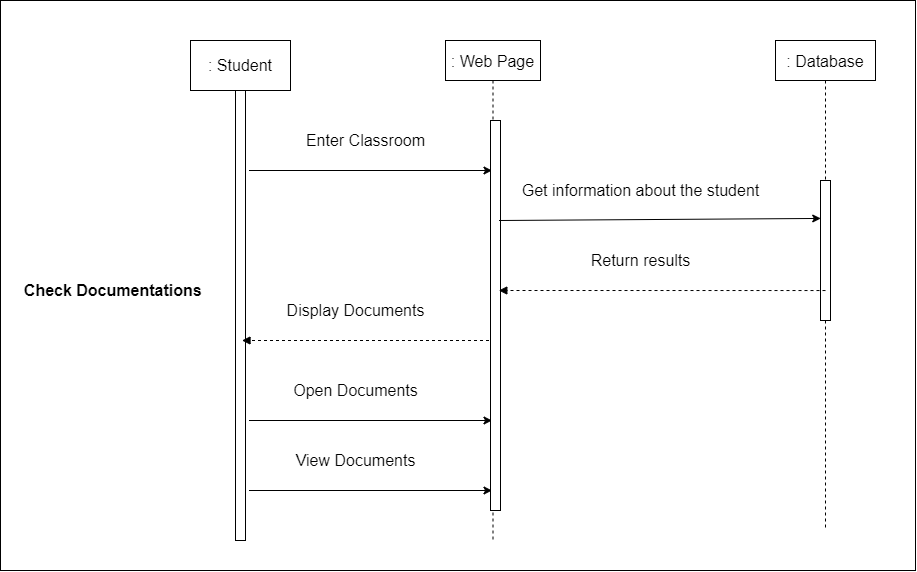 : Student
: Web Page
: Database
Enter Classroom
Get information about the student
Return results
Check Documentations
Display Documents
Open Documents
View Documents